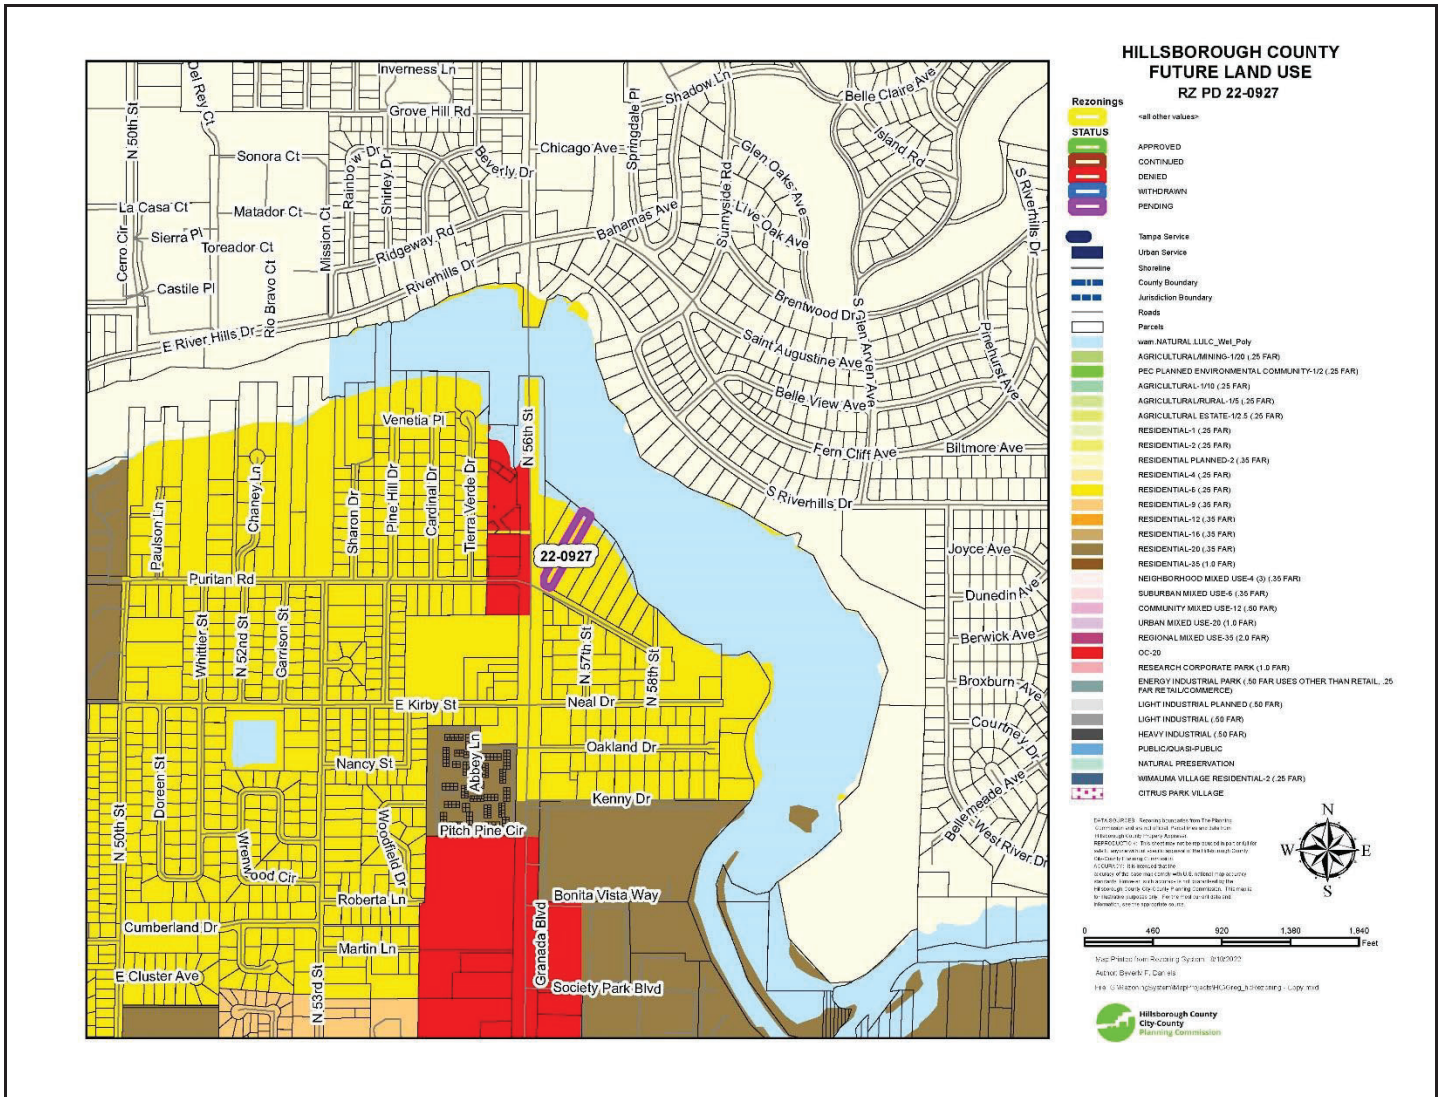 HILLSBOROUGH COUNTY
FUTURE LAND USE
RZ PD 22-0927
Rezonings
<all other values>
STATUS
APPROVED
CONTINUED
DENIED
WITHDRAWN
PENDING
Tampa Service
Urban Service
Shoreline
County Boundary
Jurisdiction Boundary
Roads
Parcels
wam.NATURAL.LULC_Wet_Poly
AGRICULTURAL/MINING-1/20 (.25 FAR)
PEC PLANNED ENVIRONMENTAL COMMUNITY-1/2 (.25 FAR)
AGRICULTURAL-1/10 (.25 FAR)
AGRICULTURAL/RURAL-1/5 (.25 FAR)
AGRICULTURAL ESTATE-1/2.5 (.25 FAR)
RESIDENTIAL-1 (.25 FAR)
RESIDENTIAL-2 (.25 FAR)
RESIDENTIAL PLANNED-2 (.35 FAR)
RESIDENTIAL-4 (.25 FAR)
RESIDENTIAL-6 (.25 FAR)
RESIDENTIAL-9 (.35 FAR)
RESIDENTIAL-12 (.35 FAR)
RESIDENTIAL-16 (.35 FAR)
RESIDENTIAL-20 (.35 FAR)
RESIDENTIAL-35 (1.0 FAR)
NEIGHBORHOOD MIXED USE-4 (3) (.35 FAR)
SUBURBAN MIXED USE-6 (.35 FAR)
COMMUNITY MIXED USE-12 (.50 FAR)
URBAN MIXED USE-20 (1.0 FAR)
REGIONAL MIXED USE-35 (2.0 FAR)
OC-20
RESEARCH CORPORATE PARK (1.0 FAR)
ENERGY INDUSTRIAL PARK (.50 FAR USES OTHER THAN RETAIL, .25
FAR RETAIL/COMMERCE)
LIGHT INDUSTRIAL PLANNED (.50 FAR)
LIGHT INDUSTRIAL (.50 FAR)
HEAVY INDUSTRIAL (.50 FAR)
PUBLIC/QUASI-PUBLIC
NATURAL PRESERVATION
WIMAUMA VILLAGE RESIDENTIAL-2 (.25 FAR)
CITRUS PARK VILLAGE
N
W
E
S
0
460
920
1,380
1,840
Feet
Author: Beverly F. Daniels
Hillsborough County
City-County
Planning Commission
Inverness Ln
Del Rey Ct
N 50th St
Grove Hill Rd
Shadow Ln
Belle Claire Ave
Springdale Pl
Chicago Ave
Island Rd
Glen Oaks Ave
Sonora Ct
Rainbow Dr
Shirley Dr
Beverly Dr
Sunnyside Rd
S Riverhills Dr
La Casa Ct
Matador Ct
Live Oak Ave
Bahamas Ave
Sierra Pl
Toreador Ct
Mission Ct
Ridgeway Rd
Cerro Cir
Castile Pl
Rio Bravo Ct
Riverhills Dr
Brentwood Dr
S Glen Arven Ave
E River Hills Dr
Saint Augustine Ave
Pinehurst Ave
Belle View Ave
Venetia Pl
N 56th St
Fern Cliff Ave
Biltmore Ave
S Riverhills Dr
Paulson Ln
Chaney Ln
Sharon Dr
Pine Hill Dr
Cardinal Dr
Tierra Verde Dr
22-0927
Joyce Ave
Puritan Rd
Dunedin Ave
Whittier St
N 52nd St
Garrison St
N 57th St
N 58th St
Berwick Ave
E Kirby St
Neal Dr
Broxburn Ave
Courtney Dr
Oakland Dr
Nancy St
Abbey Ln
Doreen St
Kenny Dr
Bellemeade Ave
West River Dr
N 50th St
Wrenwood Cir
Woodfield Dr
Pitch Pine Cir
Roberta Ln
Bonita Vista Way
Cumberland Dr
Martin Ln
Granada Blvd
E Cluster Ave
N 53rd St
Society Park Blvd